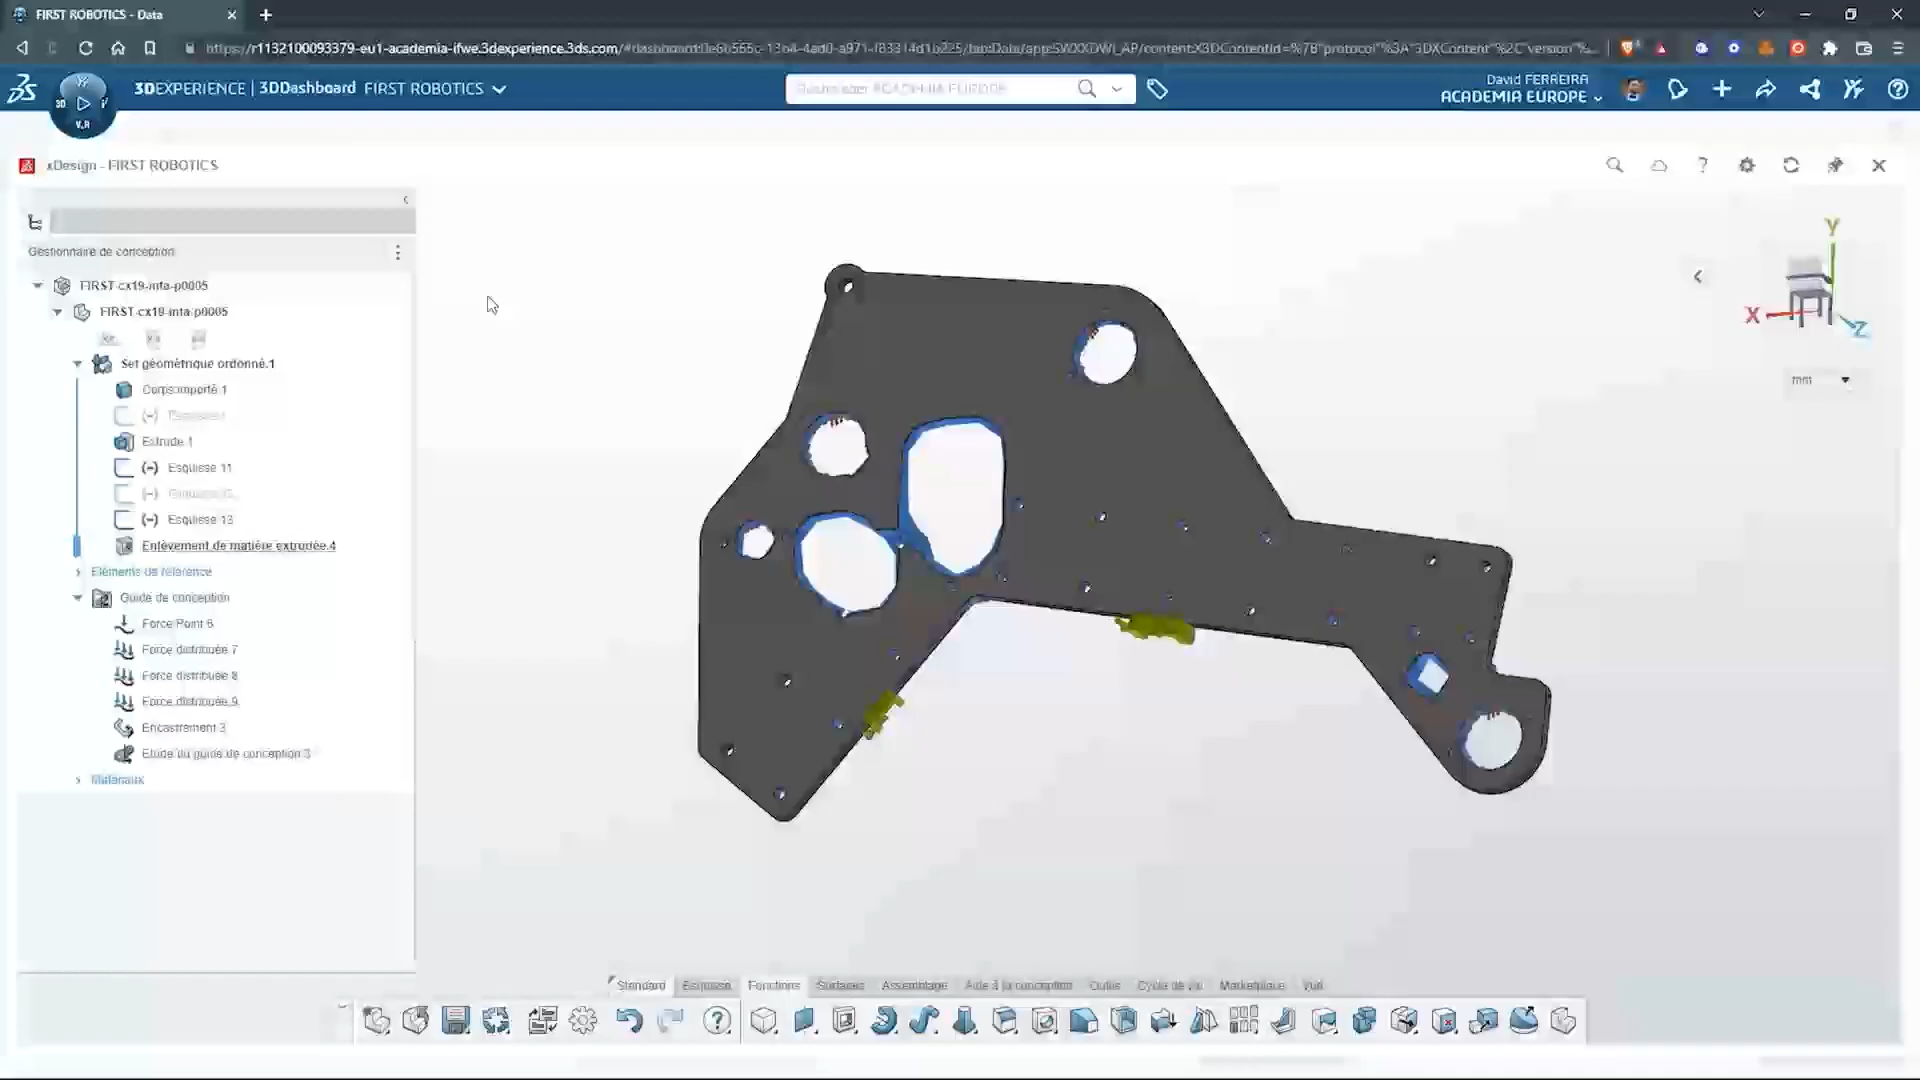 FIRST ROBOTICS - Data
3DEXPERIENCE | 3DDashboard FIRST ROBOTICS
3D
V.R
David FERREIRA
ACADEMIA EUROPE
xDesign - FIRST ROBOTICS
Gestionnaire de conception
FIRST-cx19-inta-p0005
FIRST-cx19-inta-p0005
Set géométrique ordonné.1
Corps importé 1
Extrude 1
(-) Esquisse 11
(-) Esquisse 13
Enlèvement de matière extrudée.4
Eléments de référence
Guide de conception
Force Point 6
Force distribuée 7
Force distribuée 8
Force distribuée 9
Encastrement 3
Etude du guide de conception 3
Matériaux
Y
X
Z
mm
Standard Esquisse Fonctions Surfaces Assemblage Aide à la conception Outils Cycle de vie Marketplace Vue